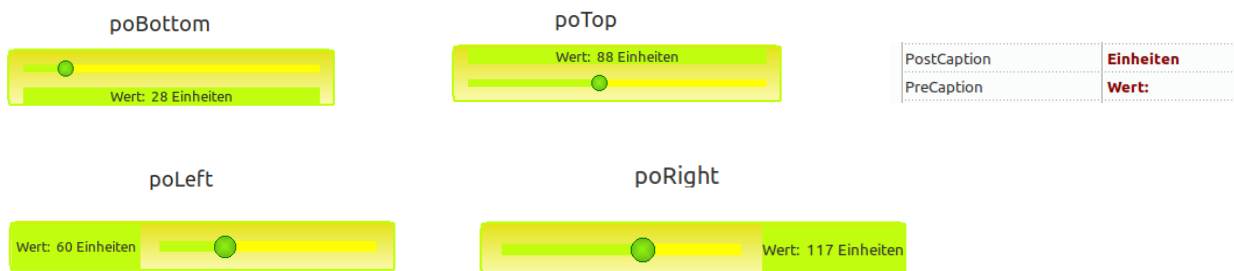 poBottom
poTop
Wert: 28 Einheiten
Wert: 88 Einheiten
PostCaption Einheiten
PreCaption Wert:
poLeft
poRight
Wert: 60 Einheiten
Wert: 117 Einheiten